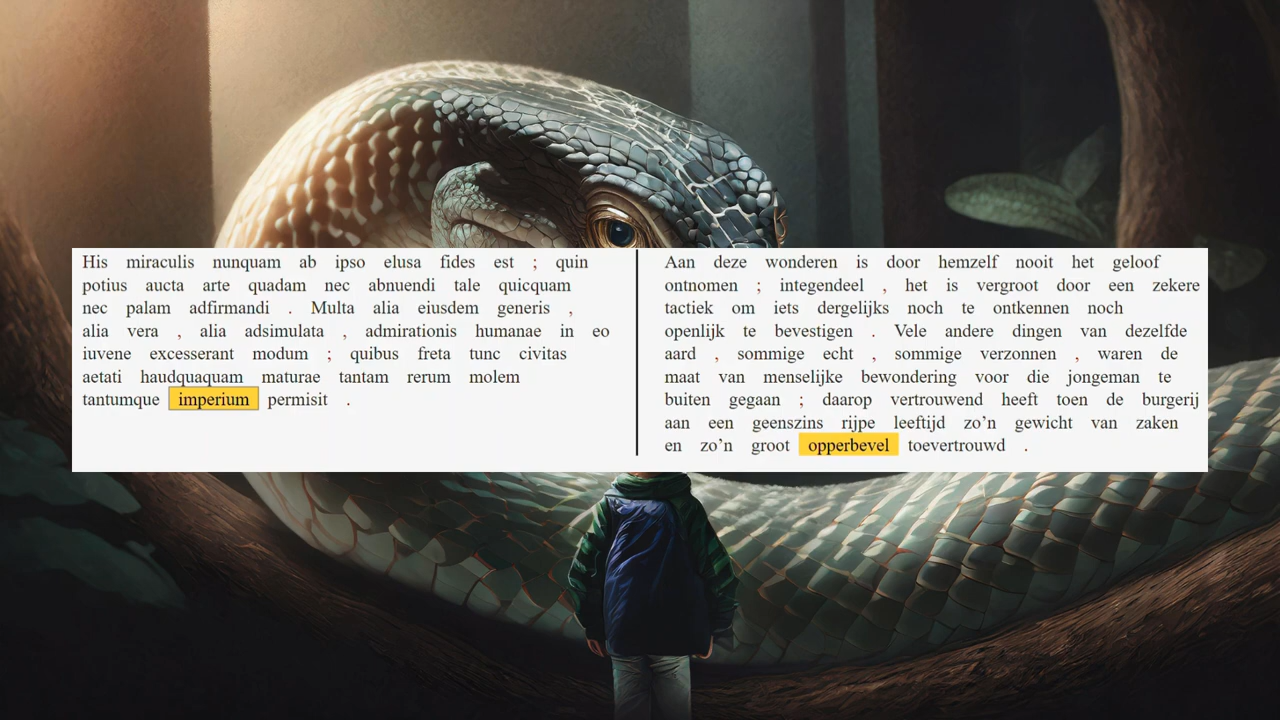 His miraculis nunquam ab ipso elusa fides est ; quin
potius aucta arte quadam nec abnuendi tale quicquam
nec palam adfirmandi . Multa alia eiusdem generis ,
alia vera , alia adsimulata , admirationis humanae in eo
iuvene excesserant modum ; quibus freta tunc civitas
aetati haudquaquam maturae tantam rerum molem
tantumque imperium permisit .
Aan deze wonderen is door hemzelf nooit het geloof
ontnomen ; integendeel , het is vergroot door een zekere
tactiek om iets dergelijks noch te ontkennen noch
openlijk te bevestigen . Vele andere dingen van dezelfde
aard , sommige echt , sommige verzonnen , waren de
maat van menselijke bewondering voor die jongeman te
buiten gegaan ; daarop vertrouwend heeft toen de burgerij
aan een geenszins rijpe leeftijd zo’n gewicht van zaken
en zo’n groot opperbevel toevertrouwd .